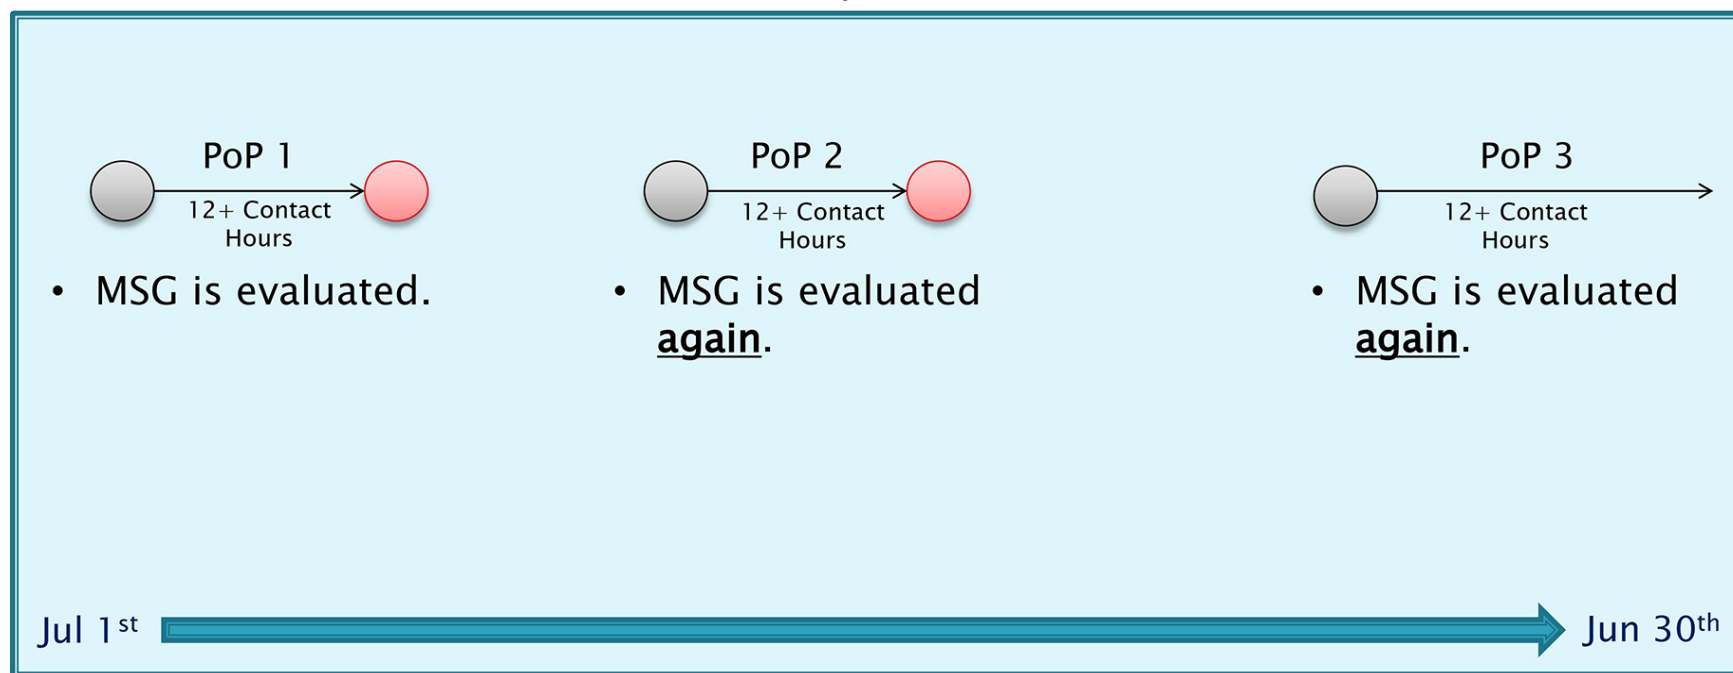 PoP 1
12+ Contact
Hours
• MSG is evaluated.
PoP 2
12+ Contact
Hours
• MSG is evaluated
again.
PoP 3
12+ Contact
Hours
• MSG is evaluated
again.
Jul 1st
Jun 30th